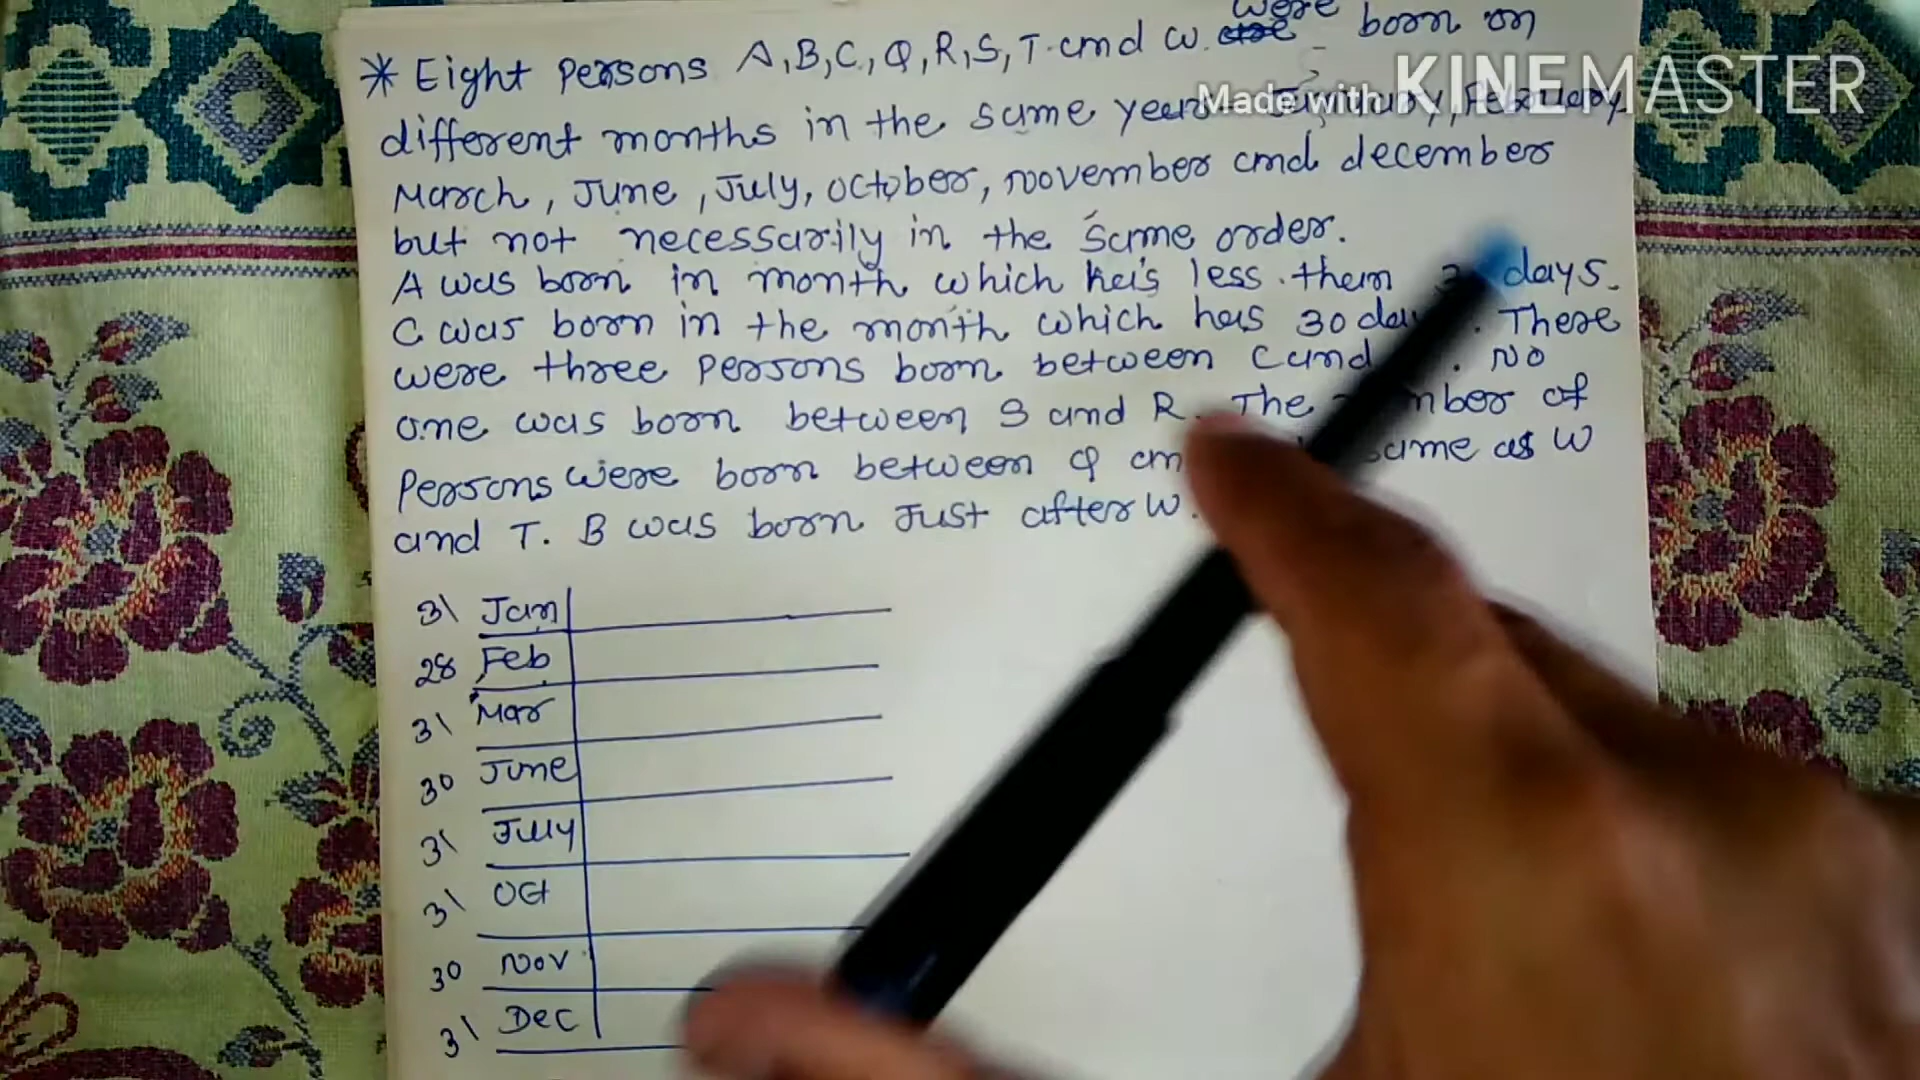 were
* Eight Persons A, B, C, Q, R, S, T and W. born on
Made with KINEMASTER
different months in the same year January, February
March, June, July, October, november and december
but not necessarily in the same order.
A was born in month which has less than days.
C was born in the month which has 30 . There
were three persons born between C and . No
one was born between S and R. The of
Persons were born between Q same as W
and T. B was born Just after W.
31 Jan
28 Feb
31 Mar
30 June
31 July
31 Oct
30 Nov
31 Dec